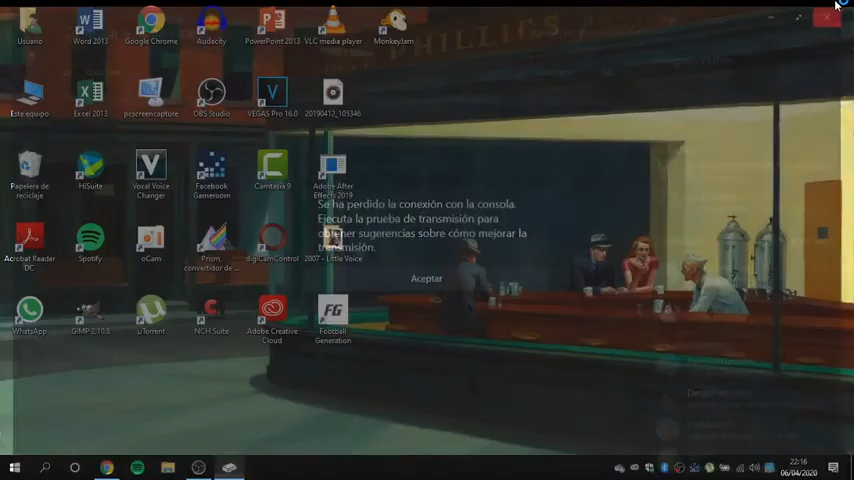 PHILLIES
Usuario
Word 2013
Google Chrome
Audacity
PowerPoint 2013
VLC media player
MonkeyJam
Este equipo
Excel 2013
pcscreencapture
OBS Studio
VEGAS Pro 16.0
20190412_105346
Papelera de
reciclaje
HiSuite
Voxal Voice
Changer
Facebook
Gameroom
Camtasia 9
Adobe After
Effects 2019
Se ha perdido la conexión con la consola.
Ejecuta la prueba de transmisión para
obtener sugerencias sobre cómo mejorar la
transmisión.
Aceptar
Acrobat Reader
DC
Spotify
oCam
Prism,
convertidor de...
digiCamControl
2007 - Little Voice
WhatsApp
GIMP 2.10.8
µTorrent
NCH Suite
Adobe Creative
Cloud
FG
Football
Generation
22:16
06/04/2020